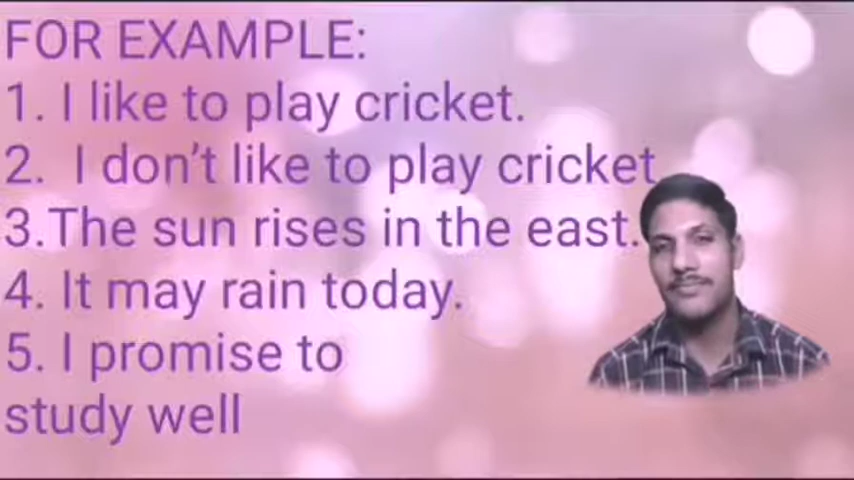 FOR EXAMPLE:
1. I like to play cricket.
2. I don't like to play cricket
3.The sun rises in the east.
4. It may rain today.
5. I promise to
study well